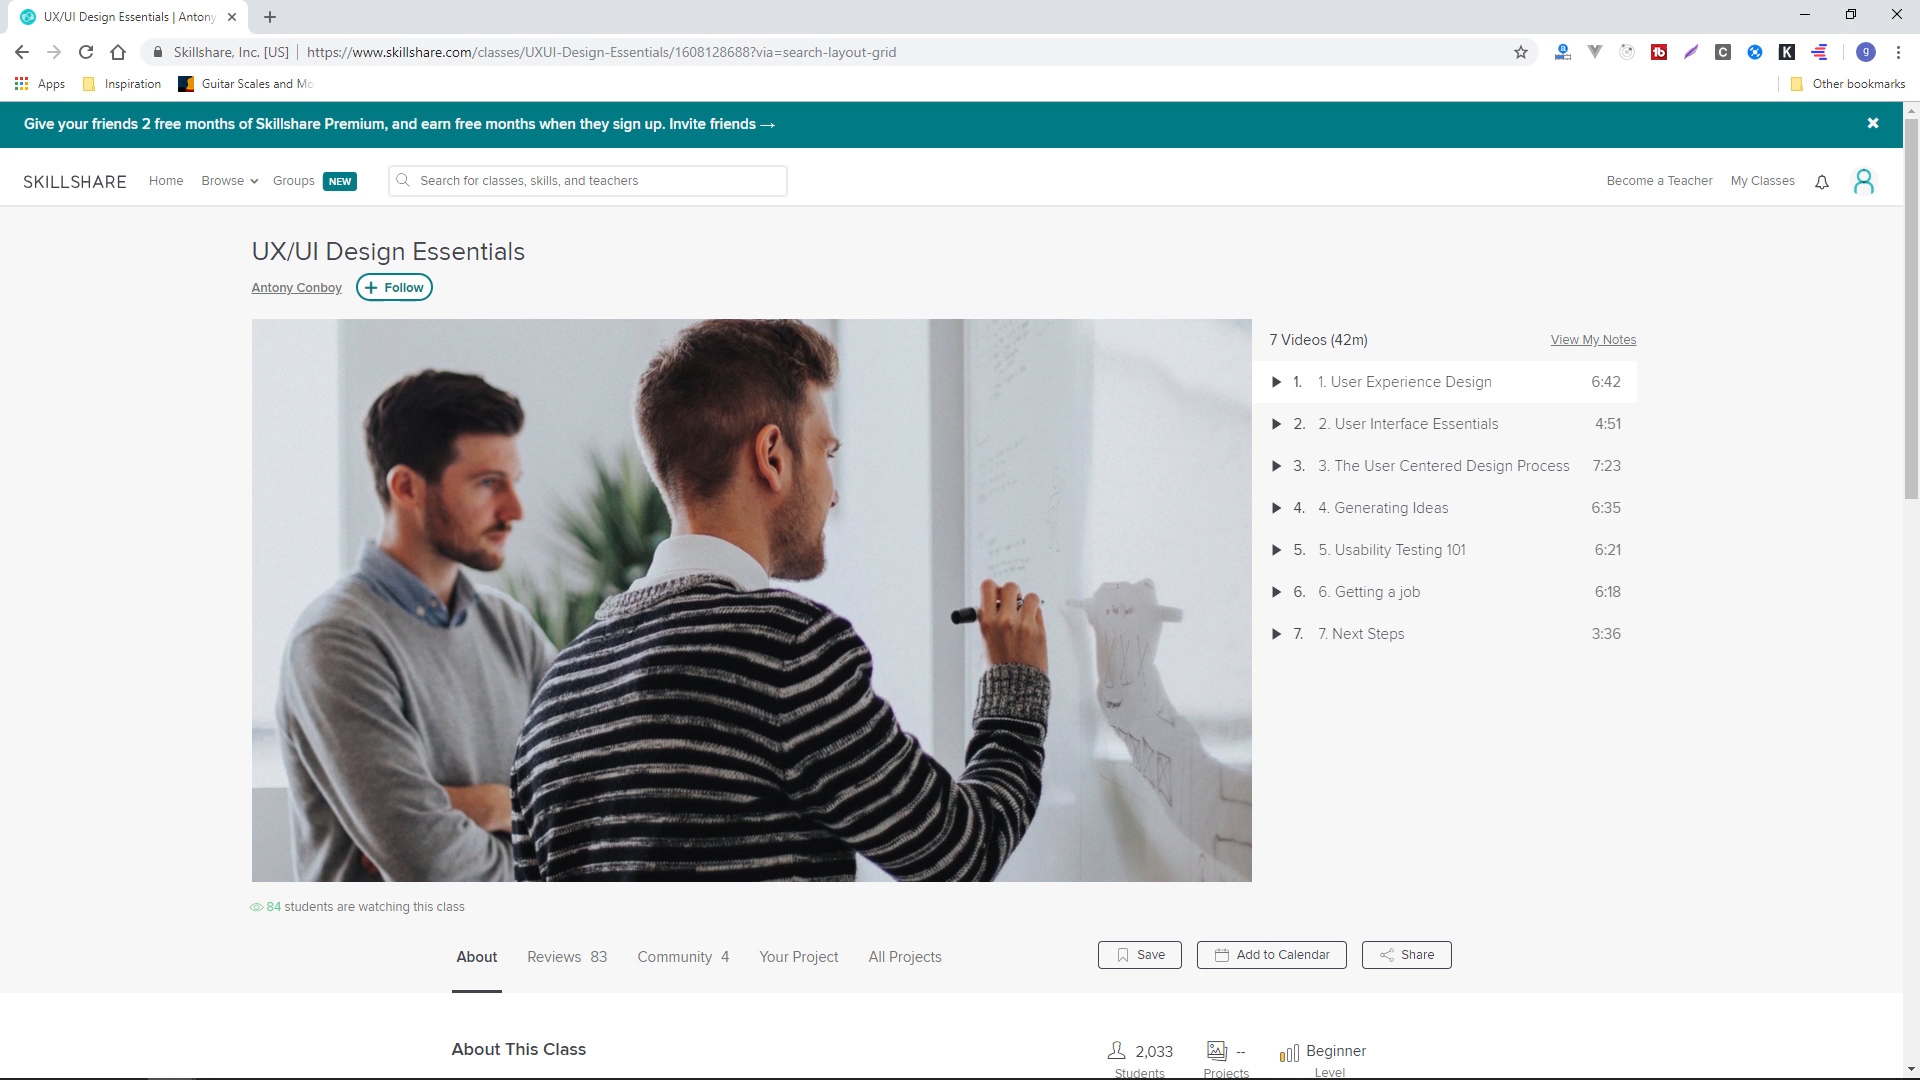 UX/UI Design Essentials | Antony
Skillshare, Inc. [US] | https://www.skillshare.com/classes/UXUI-Design-Essentials/1608128688?via=search-layout-grid
Apps Inspiration Guitar Scales and Mo Other bookmarks
Give your friends 2 free months of Skillshare Premium, and earn free months when they sign up. Invite friends →
SKILLSHARE Home Browse Groups NEW Search for classes, skills, and teachers Become a Teacher My Classes
UX/UI Design Essentials
Antony Conboy + Follow
7 Videos (42m) View My Notes
1. 1. User Experience Design 6:42
2. 2. User Interface Essentials 4:51
3. 3. The User Centered Design Process 7:23
4. 4. Generating Ideas 6:35
5. 5. Usability Testing 101 6:21
6. 6. Getting a job 6:18
7. 7. Next Steps 3:36
84 students are watching this class
About Reviews 83 Community 4 Your Project All Projects Save Add to Calendar Share
About This Class 2,033 -- Beginner
Students Projects Level